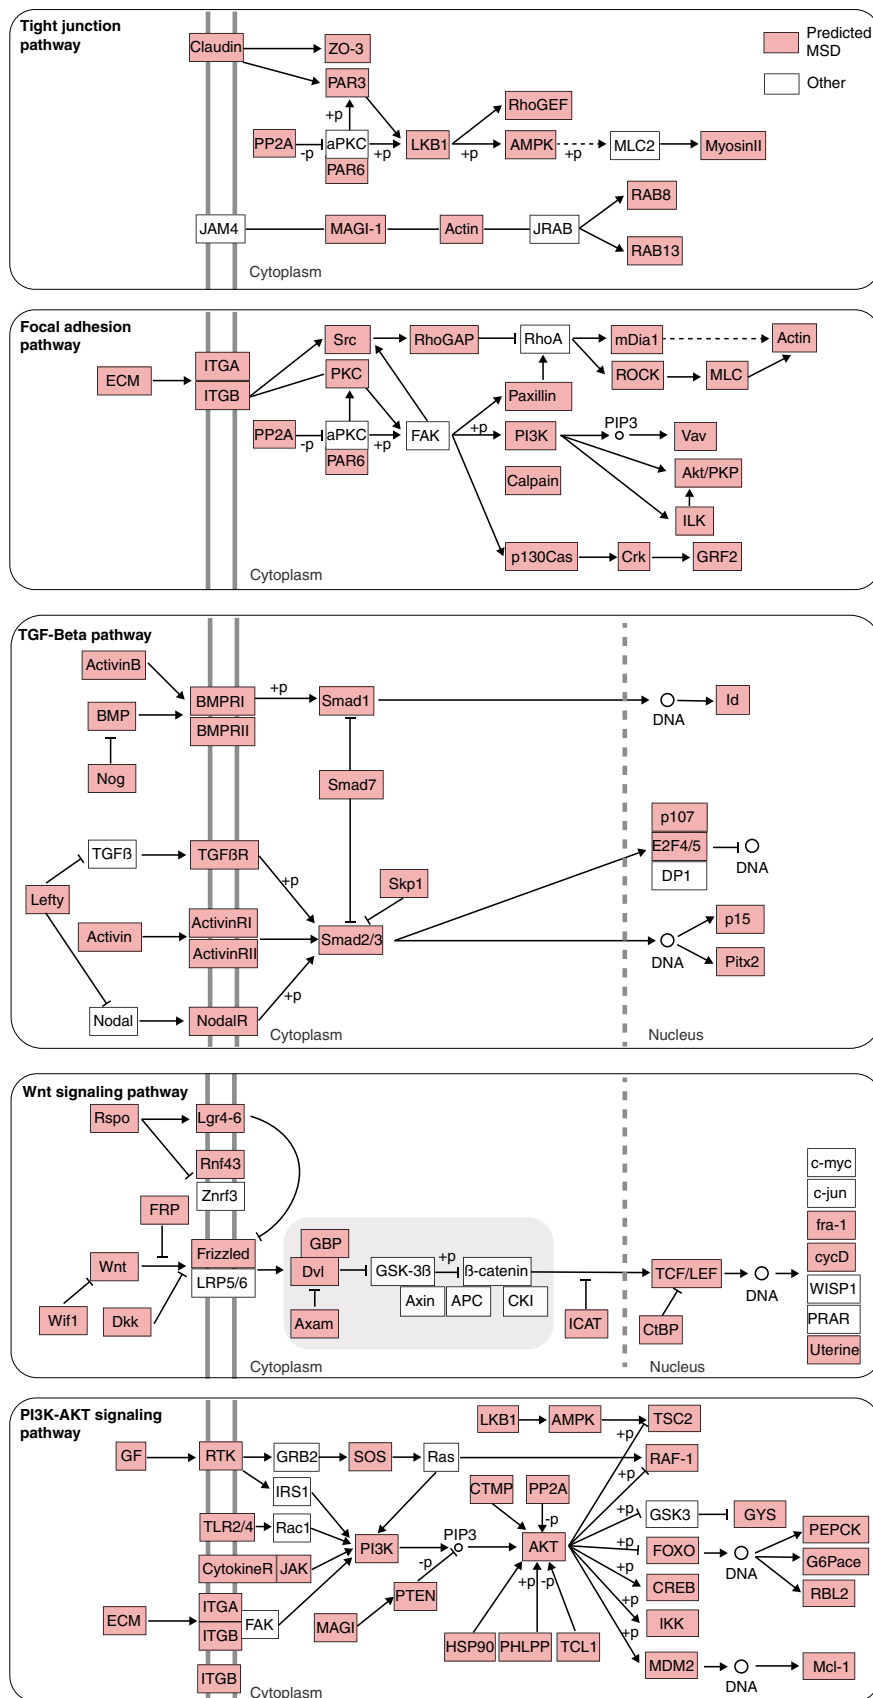 Tight junction
pathway
Predicted
MSD
Other
Claudin
ZO-3
PAR3
+p
RhoGEF
PP2A
-p
aPKC
+p
LKB1
+p
AMPK
+p
MLC2
MyosinII
PAR6
RAB8
JAM4
MAGI-1
Actin
JRAB
RAB13
Cytoplasm
Focal adhesion
pathway
Src
RhoGAP
RhoA
mDia1
Actin
ITGA
ECM
ITGB
PKC
ROCK
MLC
Paxillin
PP2A
-p
aPKC
+p
FAK
+p
PI3K
PIP3
Vav
PAR6
Calpain
Akt/PKP
ILK
p130Cas
Crk
GRF2
Cytoplasm
TGF-Beta pathway
ActivinB
BMPRI
+p
Smad1
Id
BMP
BMPRII
DNA
Nog
Smad7
p107
TGFß
TGFßR
E2F4/5
DNA
+p
DP1
Lefty
Skp1
Activin
ActivinRI
ActivinRII
Smad2/3
p15
DNA
Pitx2
+p
Nodal
NodalR
Cytoplasm
Nucleus
Wnt signaling pathway
Rspo
Lgr4-6
Rnf43
c-myc
Znrf3
c-jun
FRP
fra-1
GBP
Wnt
Frizzled
+p
cycD
Dvl
GSK-3ß
ß-catenin
TCF/LEF
LRP5/6
DNA
WISP1
Axin
APC
CKI
Wif1
Dkk
Axam
ICAT
CtBP
PRAR
Uterine
Cytoplasm
Nucleus
PI3K-AKT signaling
pathway
LKB1
AMPK
TSC2
+p
GF
RTK
GRB2
SOS
Ras
RAF-1
+p
IRS1
CTMP
PP2A
TLR2/4
Rac1
-p
+p
GSK3
GYS
PIP3
PI3K
AKT
+p
FOXO
PEPCK
-p
DNA
G6Pace
CytokineR
JAK
+p
-p
+p
CREB
RBL2
PTEN
ITGA
ECM
FAK
MAGI
+p
IKK
ITGB
+p
HSP90
PHLPP
TCL1
MDM2
Mcl-1
ITGB
DNA
Cytoplasm